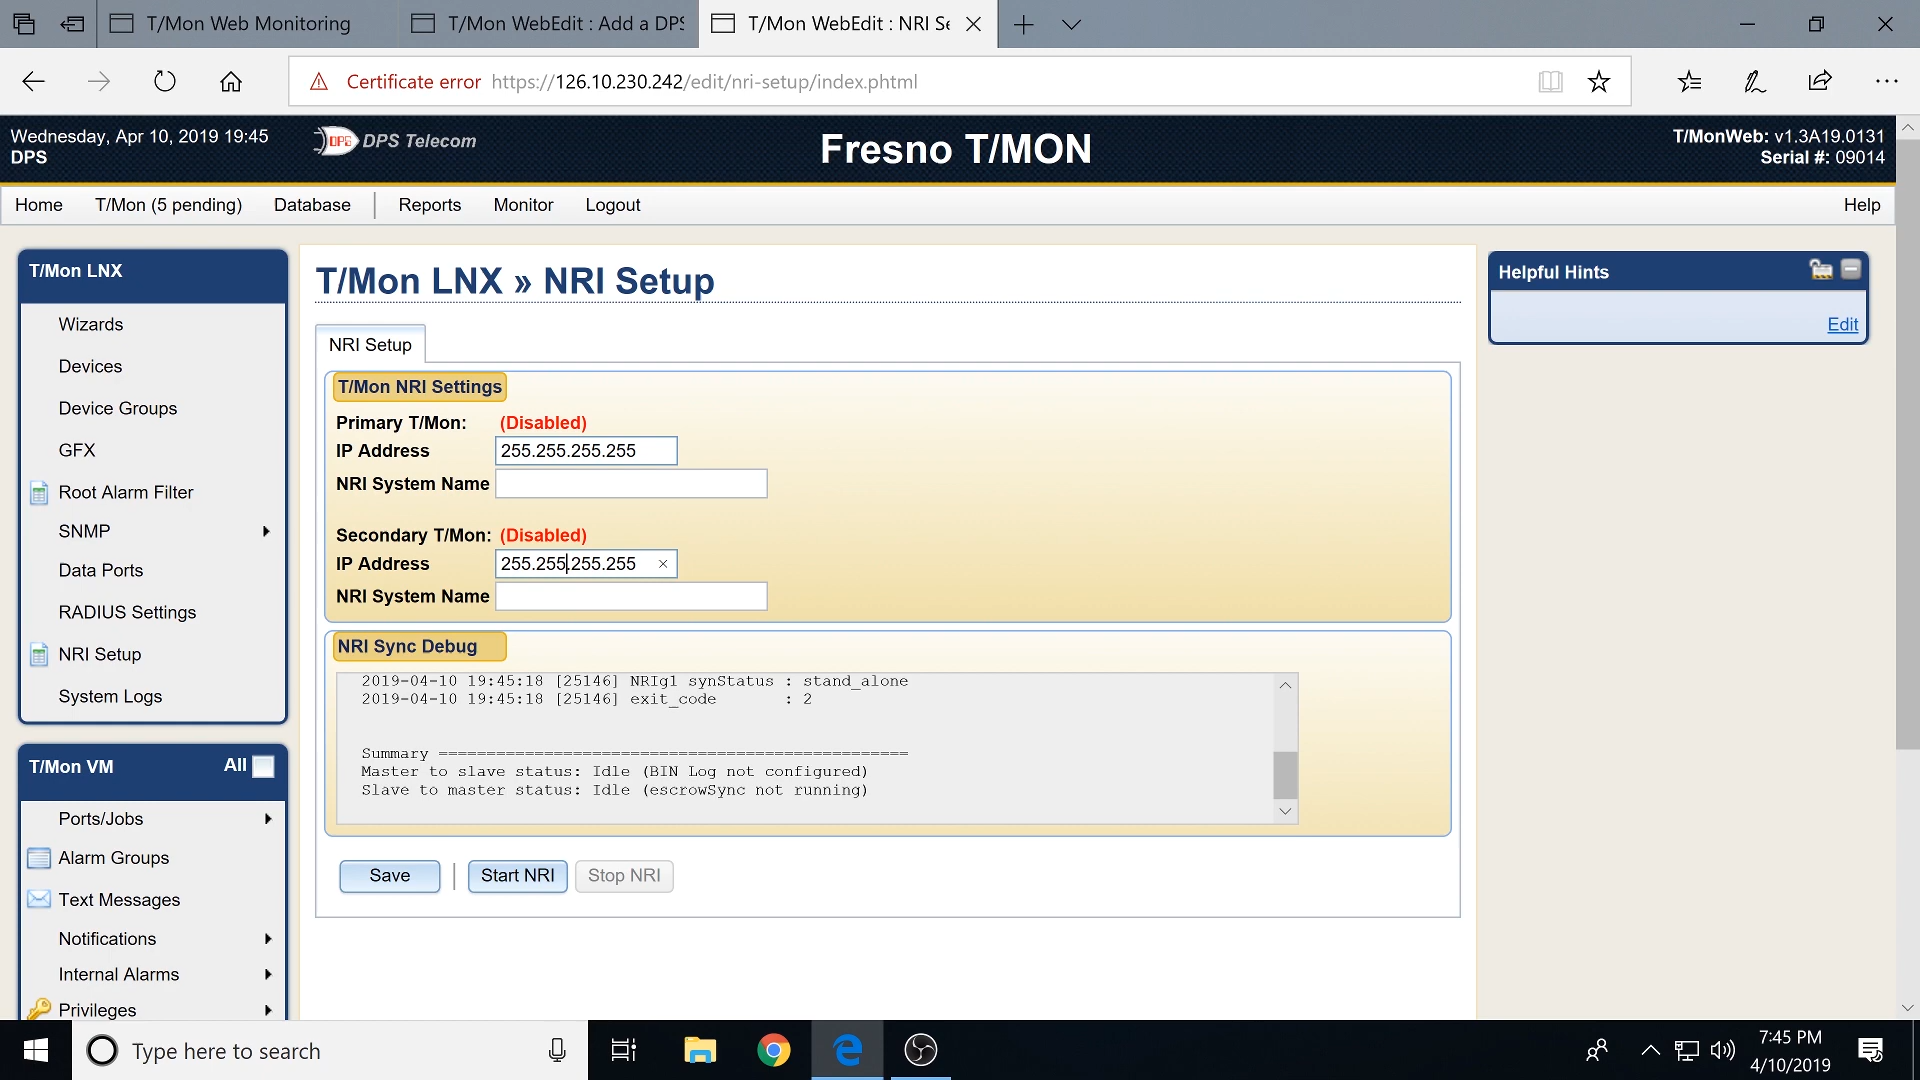 T/Mon Web Monitoring
T/Mon WebEdit : Add a DPS
T/Mon WebEdit : NRI Se
Certificate error https://126.10.230.242/edit/nri-setup/index.phtml
Wednesday, Apr 10, 2019 19:45
DPS
DPS DPS Telecom
Fresno T/MON
T/MonWeb: v1.3A19.0131
Serial #: 09014
Home T/Mon (5 pending) Database Reports Monitor Logout Help
T/Mon LNX
Wizards
Devices
Device Groups
GFX
Root Alarm Filter
SNMP
Data Ports
RADIUS Settings
NRI Setup
System Logs
T/Mon VM All
Ports/Jobs
Alarm Groups
Text Messages
Notifications
Internal Alarms
Privileges
T/Mon LNX » NRI Setup
NRI Setup
T/Mon NRI Settings
Primary T/Mon: (Disabled)
IP Address 255.255.255.255
NRI System Name
Secondary T/Mon: (Disabled)
IP Address 255.255.255.255
NRI System Name
NRI Sync Debug
2019-04-10 19:45:18 [25146] NRIgl synStatus : stand_alone
2019-04-10 19:45:18 [25146] exit_code : 2
Summary =================================================
Master to slave status: Idle (BIN Log not configured)
Slave to master status: Idle (escrowSync not running)
Save | Start NRI Stop NRI
Helpful Hints
Edit
Type here to search
7:45 PM
4/10/2019